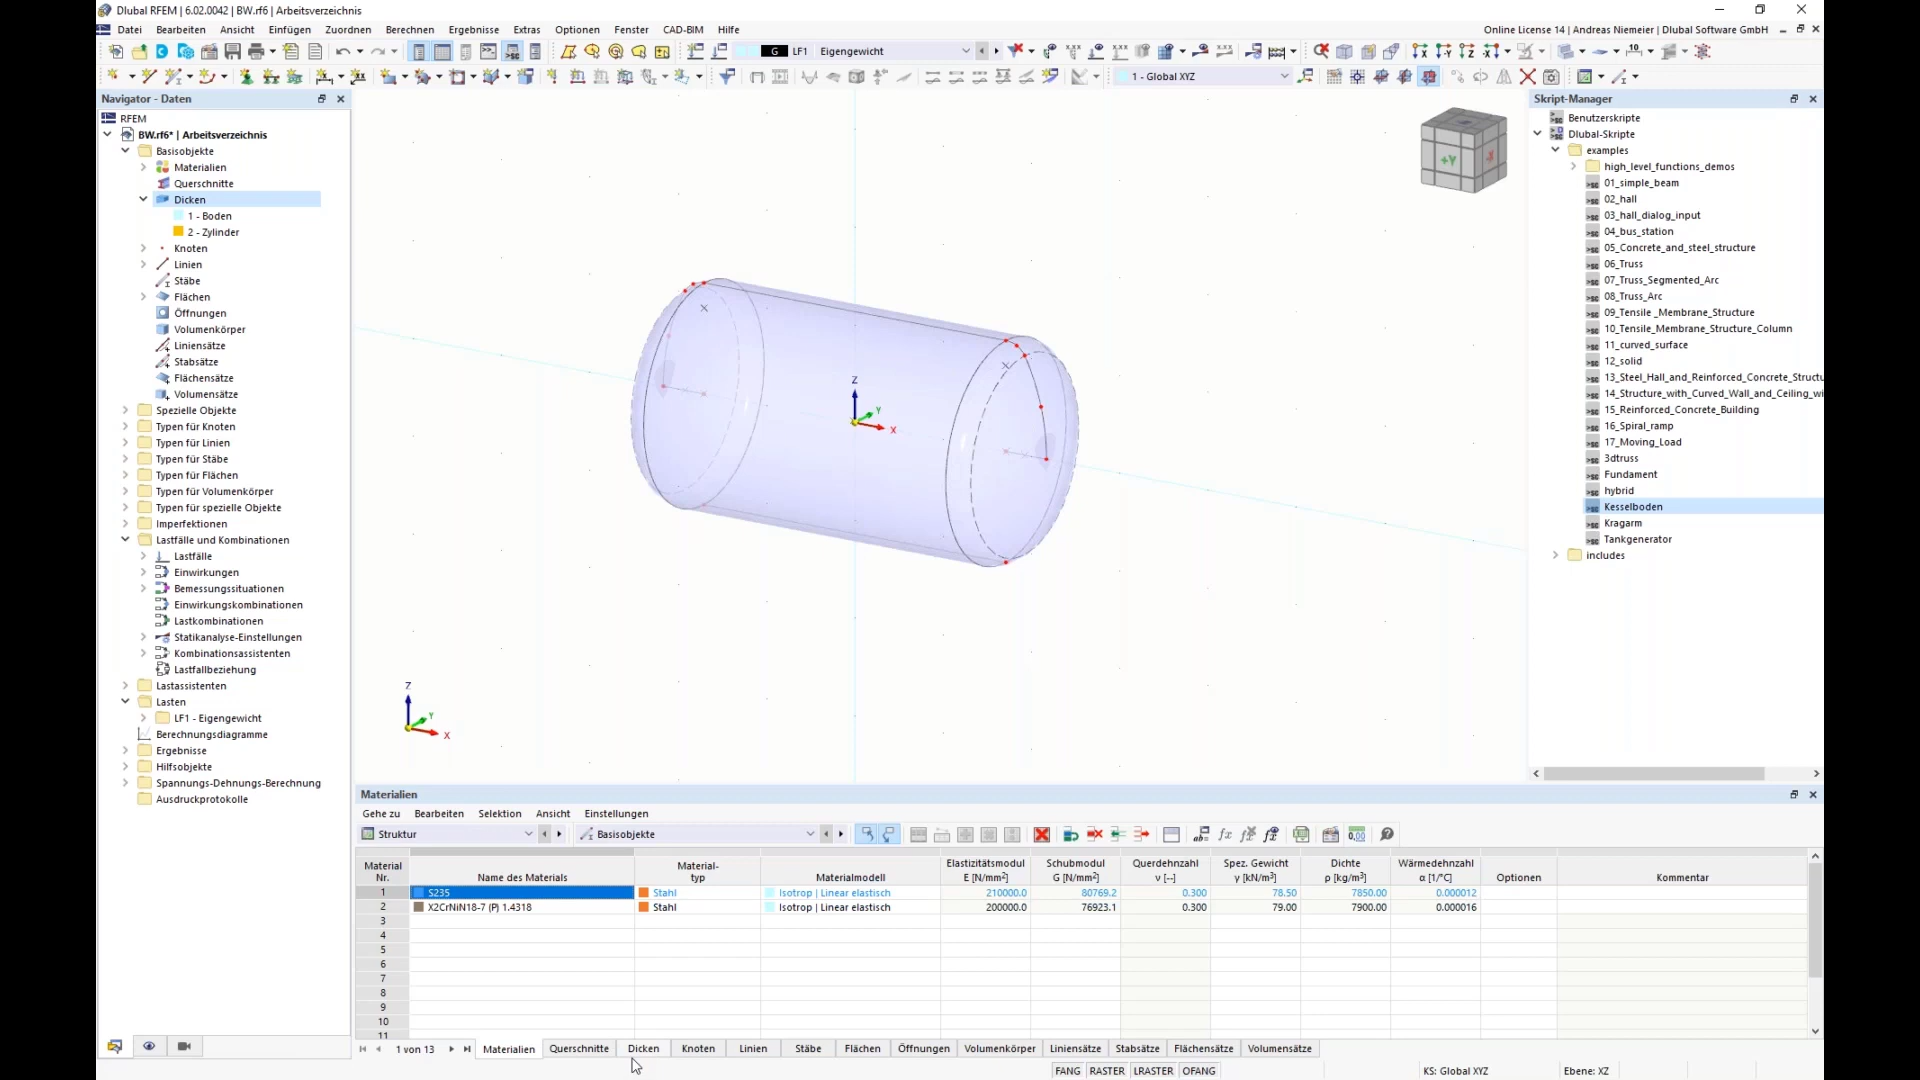 Dlubal RFEM | 6.02.0042 | BW.rf6* | Arbeitsverzeichnis
Datei Bearbeiten Ansicht Einfügen Zuordnen Berechnen Ergebnisse Extras Optionen Fenster CAD-BIM Hilfe
Online License 14 | Andreas Niemeier | Dlubal Software GmbH
G LF1 Eigengewicht
1 - Global XYZ
Navigator - Daten
RFEM
BW.rf6* | Arbeitsverzeichnis
Basisobjekte
Materialien
Querschnitte
Dicken
1 - Boden
2 - Zylinder
Knoten
Linien
Stäbe
Flächen
Öffnungen
Volumenkörper
Liniensätze
Stabsätze
Flächensätze
Volumensätze
Spezielle Objekte
Typen für Knoten
Typen für Linien
Typen für Stäbe
Typen für Flächen
Typen für Volumenkörper
Typen für spezielle Objekte
Imperfektionen
Lastfälle und Kombinationen
Lastfälle
Einwirkungen
Bemessungssituationen
Einwirkungskombinationen
Lastkombinationen
Statikanalyse-Einstellungen
Kombinationsassistenten
Lastfallbeziehung
Lastassistenten
Lasten
LF1 - Eigengewicht
Berechnungsdiagramme
Ergebnisse
Hilfsobjekte
Spannungs-Dehnungs-Berechnung
Ausdruckprotokolle
+Y -X
Z
Y
X
Z
Y
X
Skript-Manager
Benutzerskripte
Dlubal-Skripte
examples
high_level_functions_demos
01_simple_beam
02_hall
03_hall_dialog_input
04_bus_station
05_Concrete_and_steel_structure
06_Truss
07_Truss_Segmented_Arc
08_Truss_Arc
09_Tensile _Membrane_Structure
10_Tensile_Membrane_Structure_Column
11_curved_surface
12_solid
13_Steel_Hall_and_Reinforced_Concrete_Structu
14_Structure_with_Curved_Wall_and_Ceiling_wi
15_Reinforced_Concrete_Building
16_Spiral_ramp
17_Moving_Load
3dtruss
Fundament
hybrid
Kesselboden
Kragarm
Tankgenerator
includes
Materialien
Gehe zu Bearbeiten Selektion Ansicht Einstellungen
Struktur Basisobjekte
Material Material- Elastizitätsmodul Schubmodul Querdehnzahl Spez. Gewicht Dichte Wärmedehnzahl
Nr. Name des Materials typ Materialmodell E [N/mm²] G [N/mm²] ν [--] γ [kN/m³] ρ [kg/m³] α [1/°C] Optionen Kommentar
1 S235 Stahl Isotrop | Linear elastisch 210000.0 80769.2 0.300 78.50 7850.00 0.000012
2 X2CrNiN18-7 (P) 1.4318 Stahl Isotrop | Linear elastisch 200000.0 76923.1 0.300 79.00 7900.00 0.000016
3
4
5
6
7
8
9
10
11
1 von 13 Materialien Querschnitte Dicken Knoten Linien Stäbe Flächen Öffnungen Volumenkörper Liniensätze Stabsätze Flächensätze Volumensätze
FANG RASTER LRASTER OFANG KS: Global XYZ Ebene: XZ